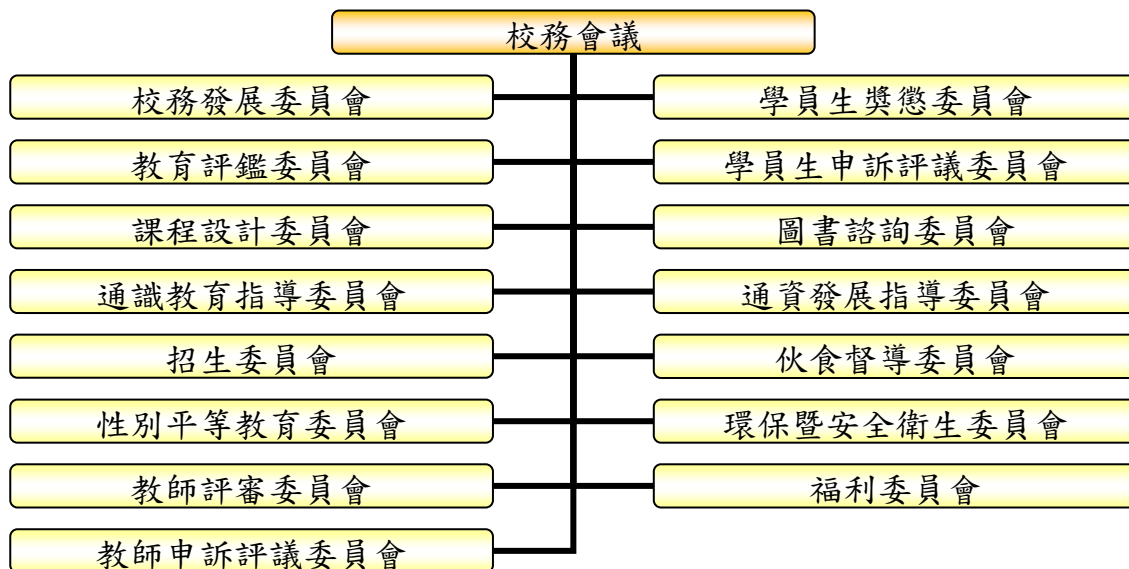 校務會議
校務發展委員會
學員生獎懲委員會
教育評鑑委員會
學員生申訴評議委員會
課程設計委員會
圖書諮詢委員會
通識教育指導委員會
通資發展指導委員會
招生委員會
伙食督導委員會
性別平等教育委員會
環保暨安全衛生委員會
教師評審委員會
福利委員會
教師申訴評議委員會